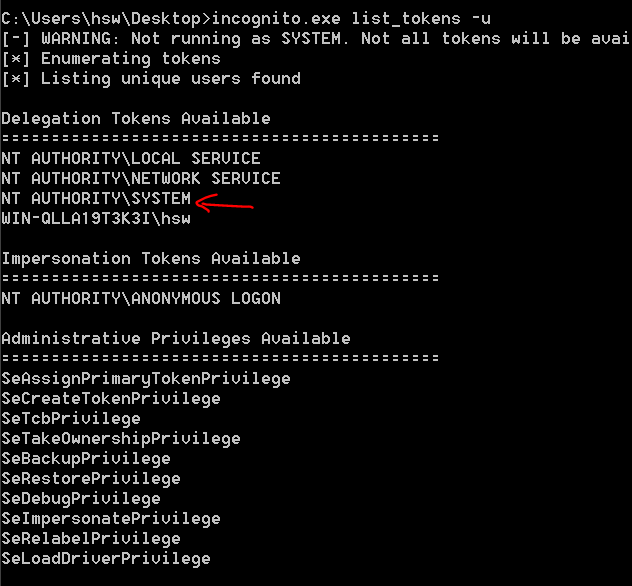 C:\Users\hsw\Desktop>incognito.exe list_tokens -u
[-] WARNING: Not running as SYSTEM. Not all tokens will be avai
[*] Enumerating tokens
[*] Listing unique users found
Delegation Tokens Available
============================================
NT AUTHORITY\LOCAL SERVICE
NT AUTHORITY\NETWORK SERVICE
NT AUTHORITY\SYSTEM
WIN-QLLA19T3K3I\hsw
Impersonation Tokens Available
============================================
NT AUTHORITY\ANONYMOUS LOGON
Administrative Privileges Available
============================================
SeAssignPrimaryTokenPrivilege
SeCreateTokenPrivilege
SeTcbPrivilege
SeTakeOwnershipPrivilege
SeBackupPrivilege
SeRestorePrivilege
SeDebugPrivilege
SeImpersonatePrivilege
SeRelabelPrivilege
SeLoadDriverPrivilege